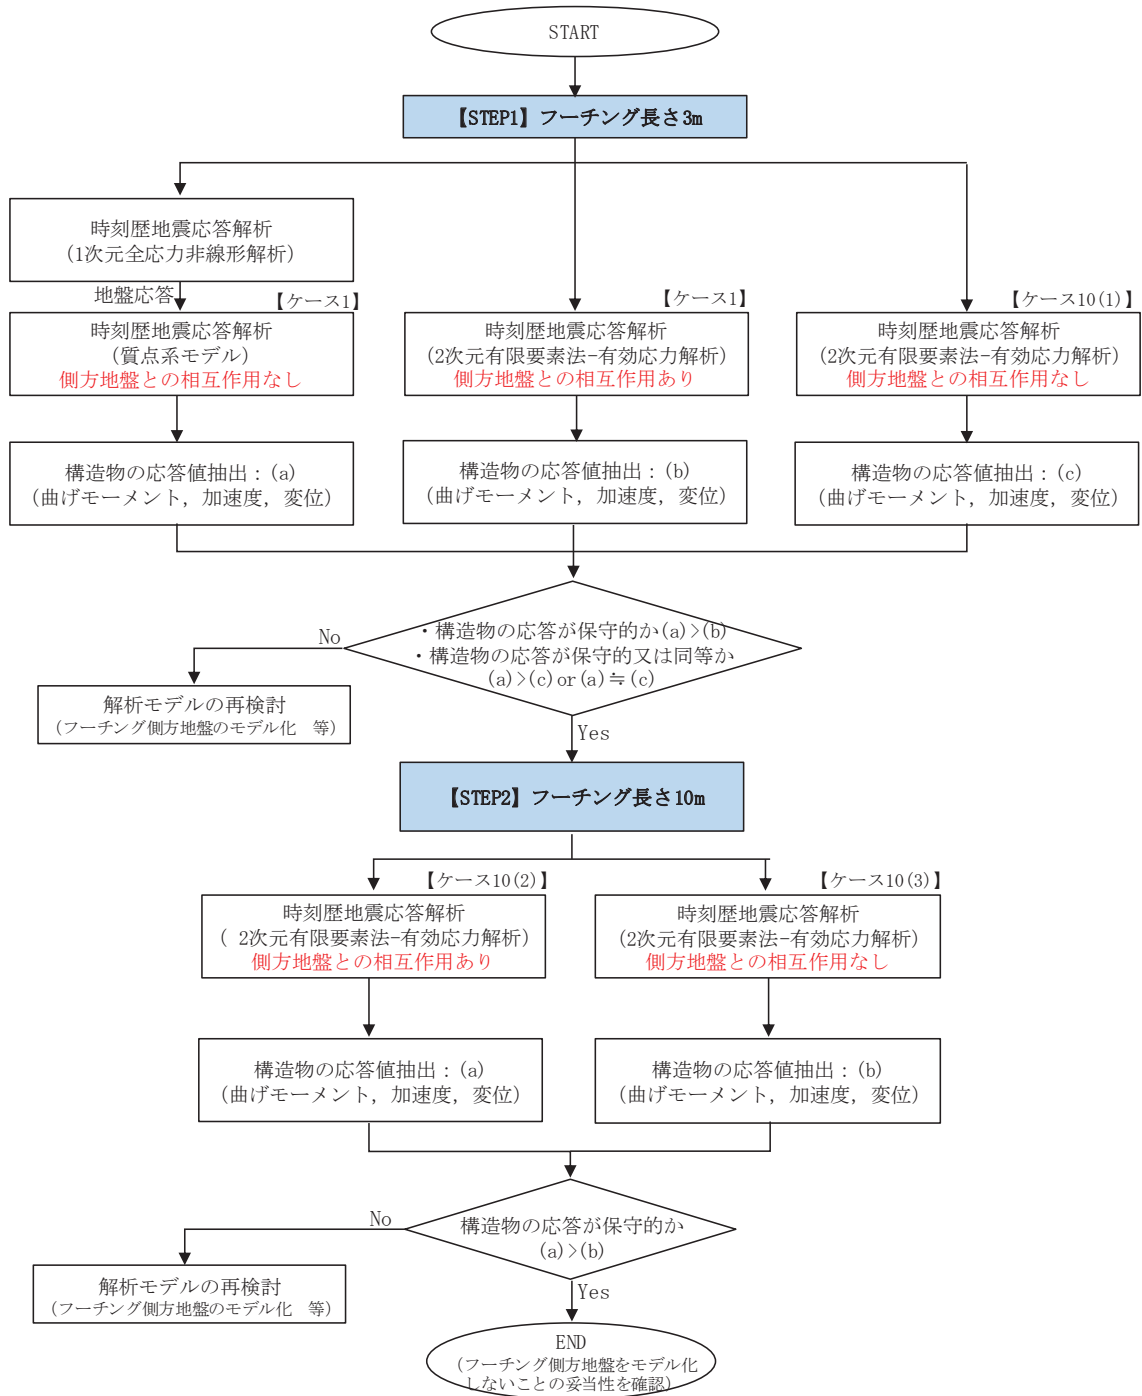 START
【STEP1】フーチング長さ3m
時刻歴地震応答解析
(1次元全応力非線形解析)
地盤応答
【ケース1】
時刻歴地震応答解析
(質点系モデル)
側方地盤との相互作用なし
【ケース1】
時刻歴地震応答解析
(2次元有限要素法-有効応力解析)
側方地盤との相互作用あり
【ケース10(1)】
時刻歴地震応答解析
(2次元有限要素法-有効応力解析)
側方地盤との相互作用なし
構造物の応答値抽出：(a)
(曲げモーメント，加速度，変位)
構造物の応答値抽出：(b)
(曲げモーメント，加速度，変位)
構造物の応答値抽出：(c)
(曲げモーメント，加速度，変位)
・構造物の応答が保守的か(a)>(b)
・構造物の応答が保守的又は同等か
(a)>(c)or(a)≒(c)
No
解析モデルの再検討
(フーチング側方地盤のモデル化　等)
Yes
【STEP2】フーチング長さ10m
【ケース10(2)】
時刻歴地震応答解析
( 2次元有限要素法-有効応力解析)
側方地盤との相互作用あり
【ケース10(3)】
時刻歴地震応答解析
(2次元有限要素法-有効応力解析)
側方地盤との相互作用なし
構造物の応答値抽出：(a)
(曲げモーメント，加速度，変位)
構造物の応答値抽出：(b)
(曲げモーメント，加速度，変位)
構造物の応答が保守的か
(a)>(b)
No
解析モデルの再検討
(フーチング側方地盤のモデル化　等)
Yes
END
(フーチング側方地盤をモデル化
しないことの妥当性を確認)